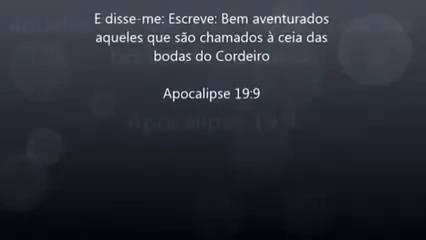 E disse-me: Escreve: Bem aventurados
aqueles que são chamados à ceia das
bodas do Cordeiro
Apocalipse 19:9